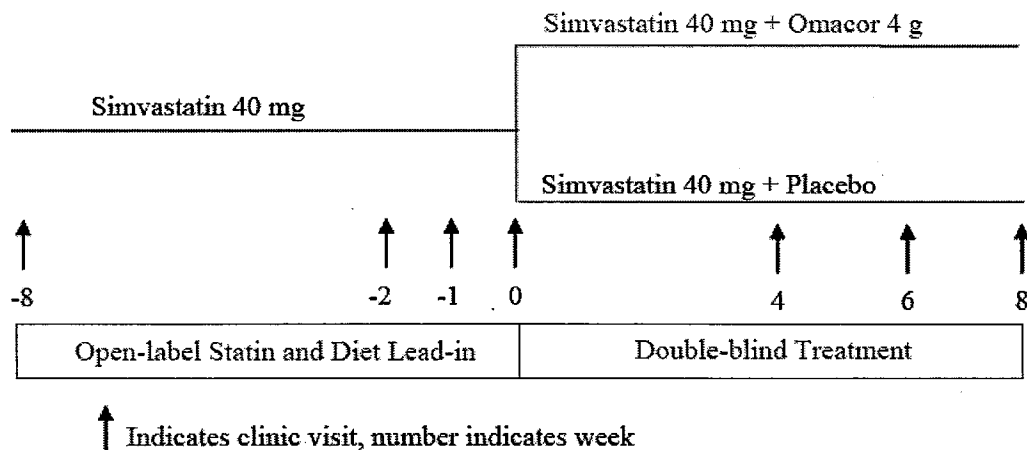 Simvastatin 40 mg + Omacor 4 g
Simvastatin 40 mg
Simvastatin 40 mg + Placebo
-8 -2 -1 0 4 6 8
Open-label Statin and Diet Lead-in Double-blind Treatment
Indicates clinic visit, number indicates week